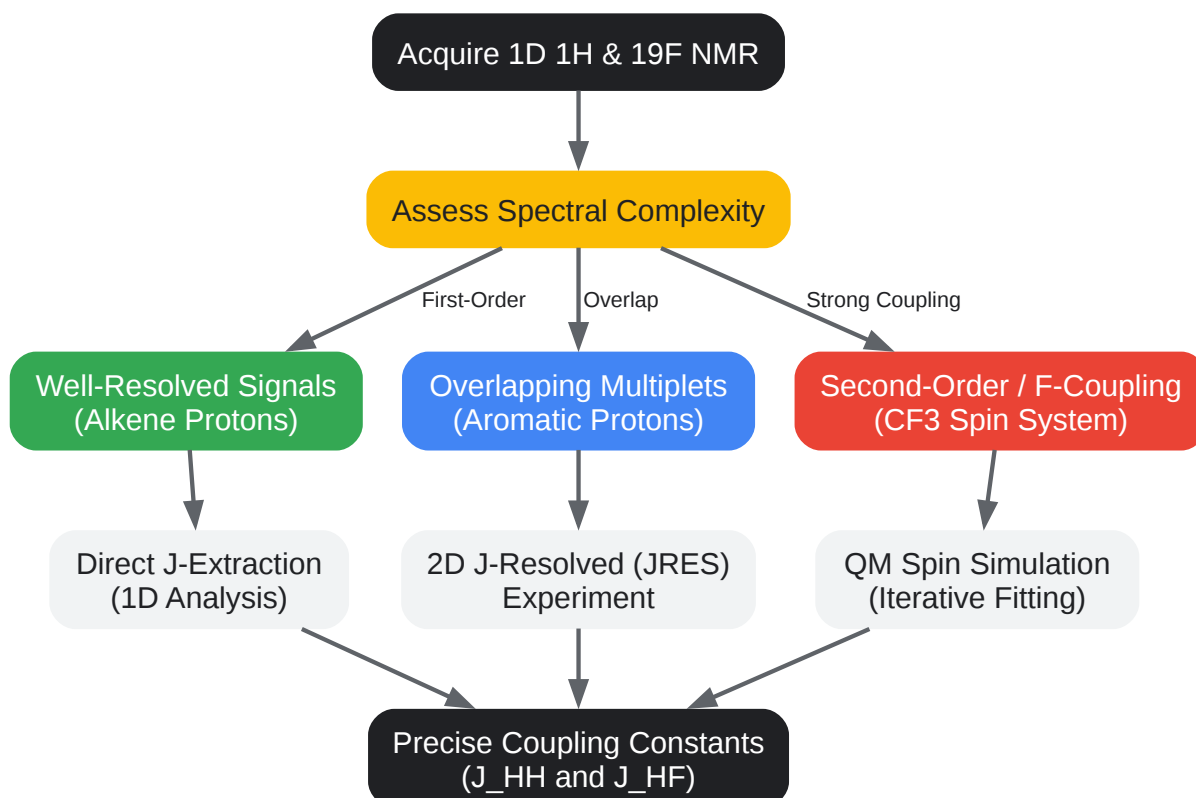 Acquire 1D 1H & 19F NMR
Assess Spectral Complexity
First-Order
Overlap
Strong Coupling
Well-Resolved Signals
(Alkene Protons)
Overlapping Multiplets
(Aromatic Protons)
Second-Order / F-Coupling
(CF3 Spin System)
Direct J-Extraction
(1D Analysis)
2D J-Resolved (JRES)
Experiment
QM Spin Simulation
(Iterative Fitting)
Precise Coupling Constants
(J_HH and J_HF)